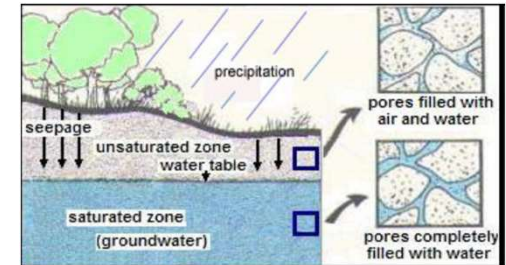 precipitation
seepage
unsaturated zone
water table
saturated zone
(groundwater)
pores filled with
air and water
pores completely
filled with water